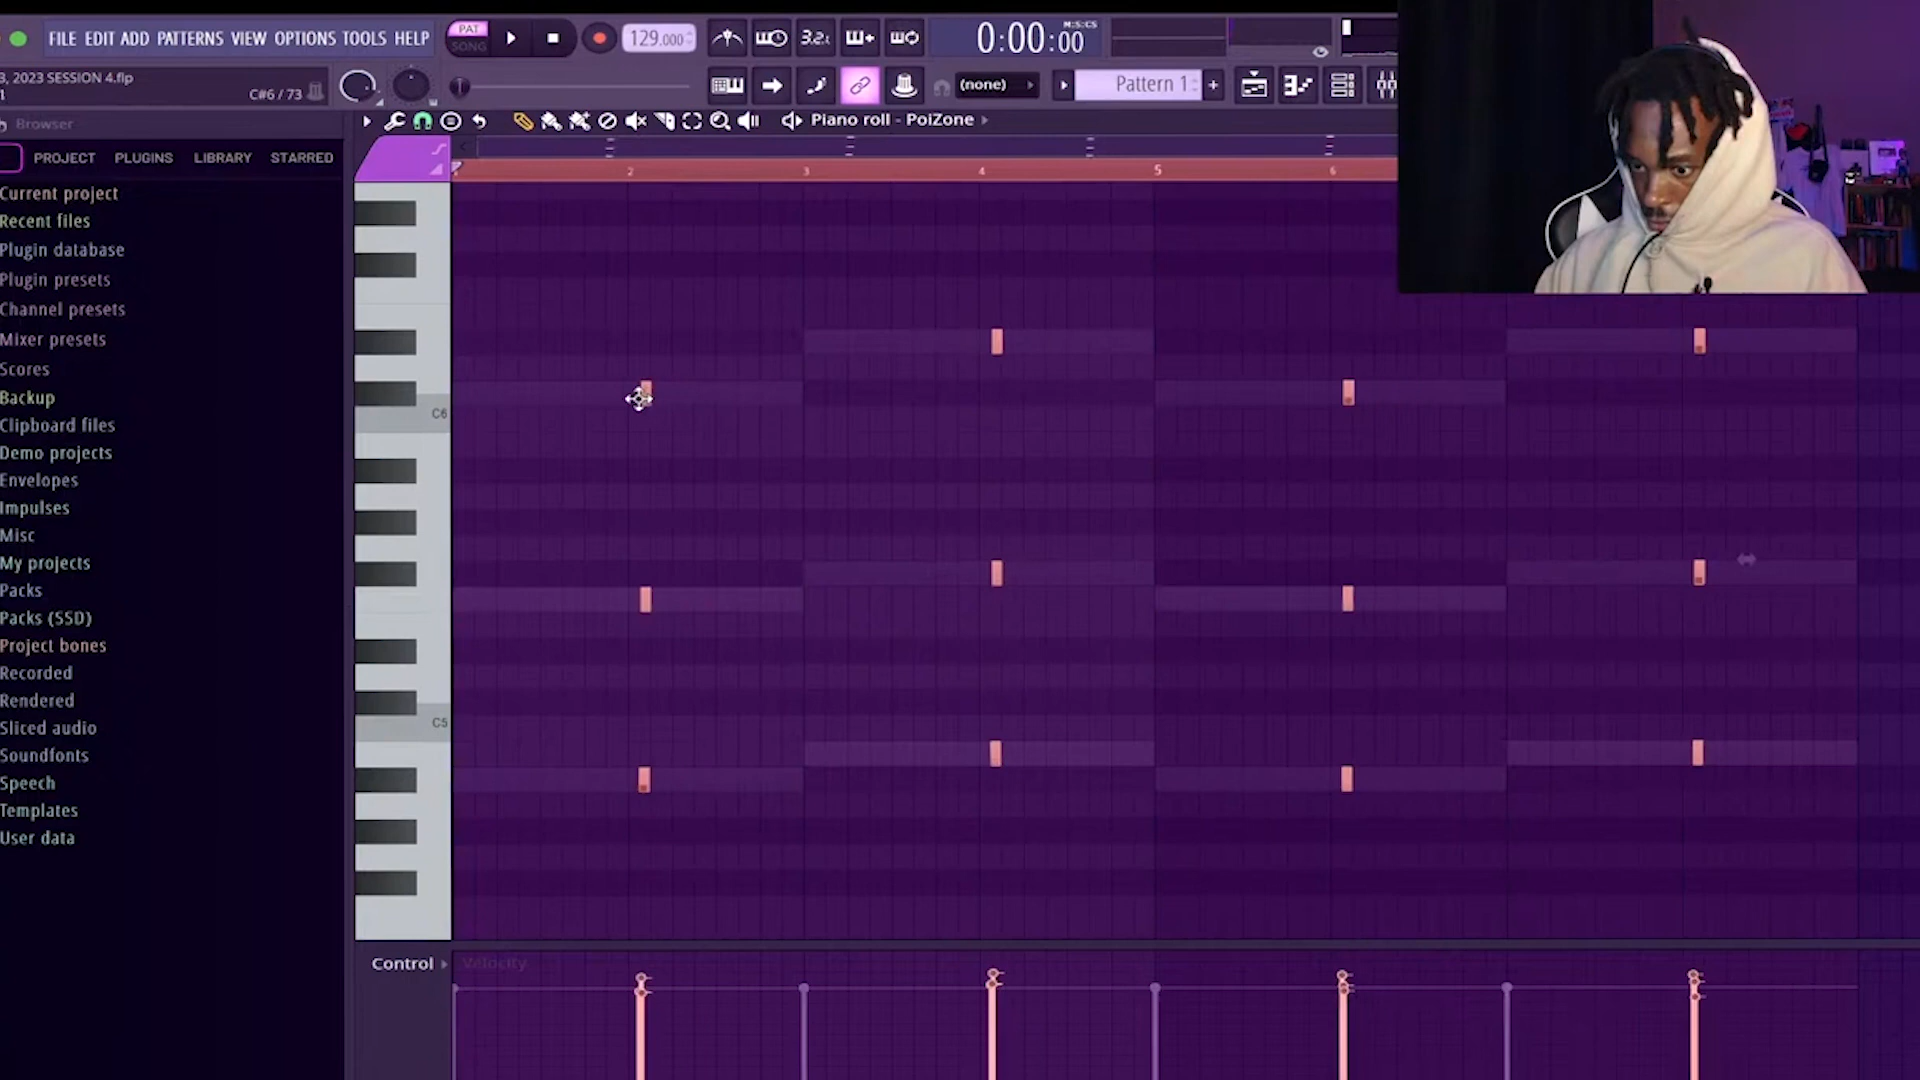 FILE EDIT ADD PATTERNS VIEW OPTIONS TOOLS HELP
PAT
SONG
129.000
3.2.
0:00:00
M:S:CS
3, 2023 SESSION 4.flp
1
C#6 / 73
(none)
Pattern 1
Browser
Piano roll - PoiZone
PROJECT PLUGINS LIBRARY STARRED
2 3 4 5 6
Current project
Recent files
Plugin database
Plugin presets
Channel presets
Mixer presets
Scores
Backup
Clipboard files
Demo projects
Envelopes
Impulses
Misc
My projects
Packs
Packs (SSD)
Project bones
Recorded
Rendered
Sliced audio
Soundfonts
Speech
Templates
User data
C6
C5
Control
Velocity